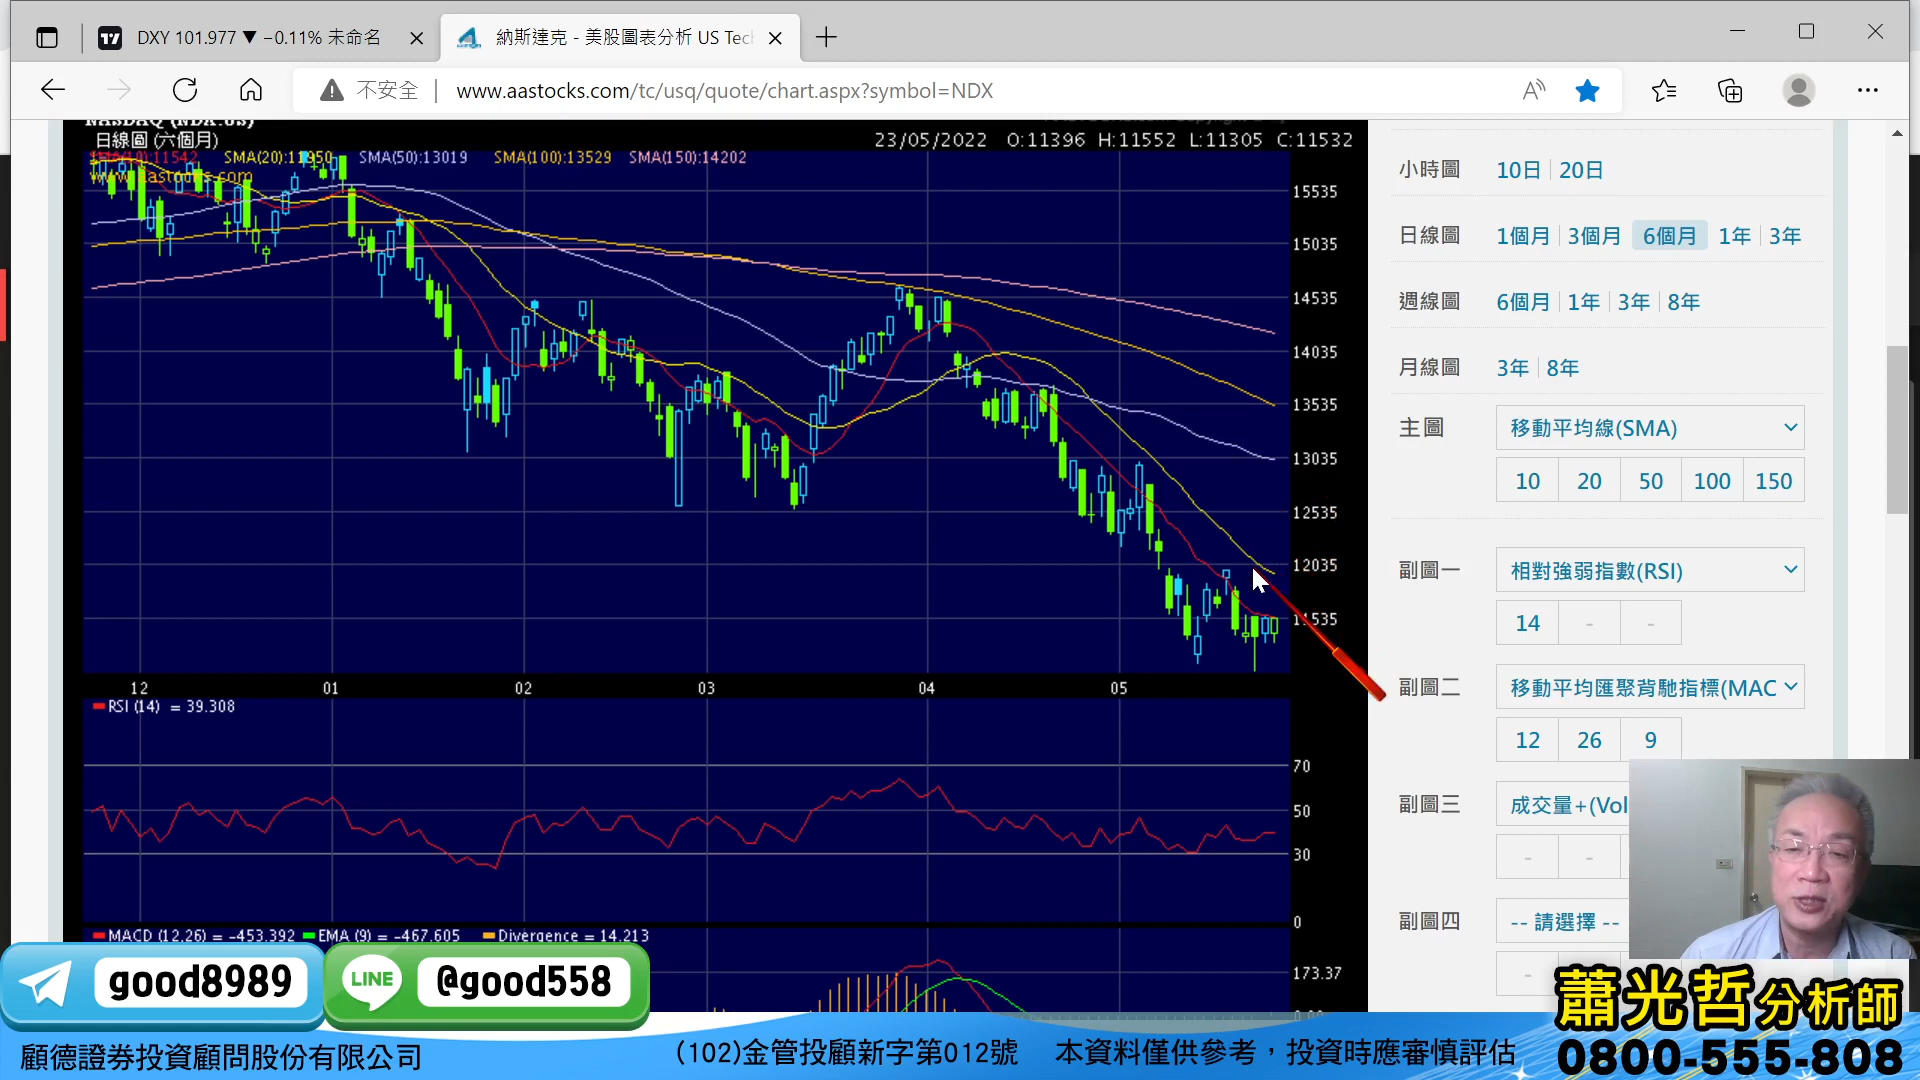 DXY 101.977 ▼ −0.11% 未命名
納斯達克 - 美股圖表分析 US Tec
不安全
www.aastocks.com/tc/usq/quote/chart.aspx?symbol=NDX
NASDAQ (NDX.US)
日線圖 (六個月)
23/05/2022 O:11396 H:11552 L:11305 C:11532
SMA(10):11542 SMA(20):11950 SMA(50):13019 SMA(100):13529 SMA(150):14202
www.aastocks.com
15535
15035
14535
14035
13535
13035
12535
12035
11535
12 01 02 03 04 05
RSI (14) = 39.308
70
50
30
0
MACD (12,26) = -453.392 EMA (9) = -467.605 Divergence = 14.213
173.37
小時圖 10日 20日
日線圖 1個月 3個月 6個月 1年 3年
週線圖 6個月 1年 3年 8年
月線圖 3年 8年
主圖 移動平均線(SMA)
10 20 50 100 150
副圖一 相對強弱指數(RSI)
14 - -
副圖二 移動平均匯聚背馳指標(MAC
12 26 9
副圖三 成交量+(Vol
- -
副圖四 -- 請選擇 --
-
good8989
LINE @good558
蕭光哲分析師
0800-555-808
顧德證券投資顧問股份有限公司
(102)金管投顧新字第012號 本資料僅供參考，投資時應審慎評估